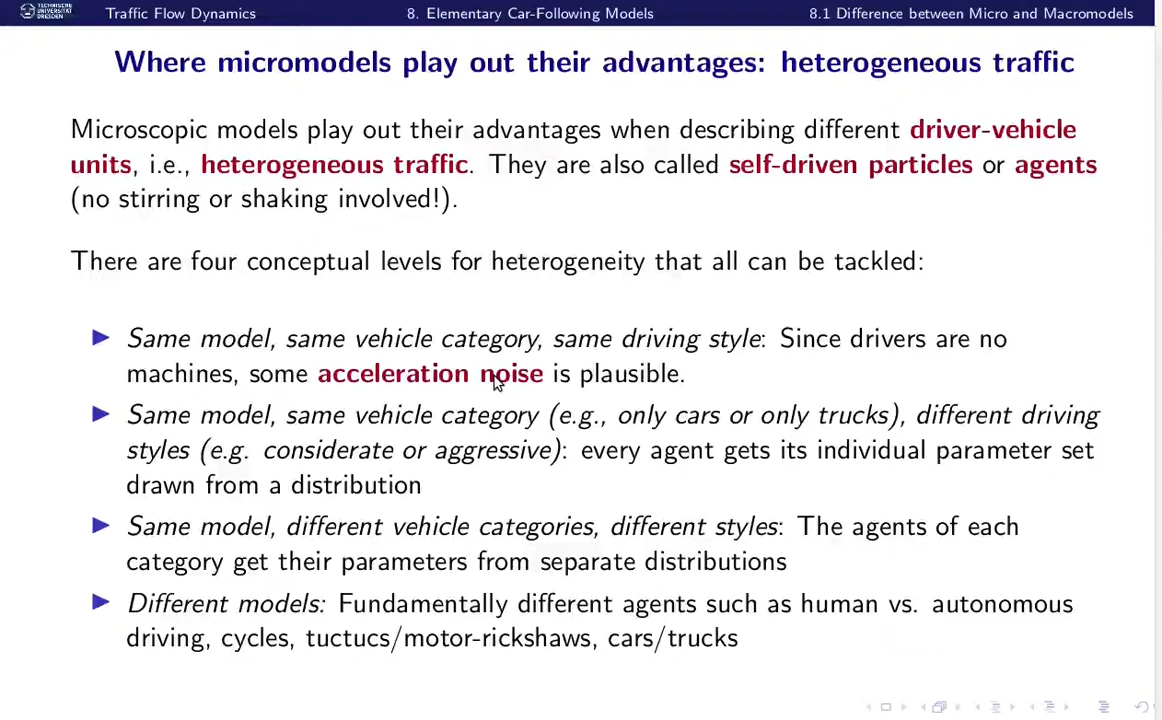 TECHNISCHE
UNIVERSITÄT
DRESDEN
Traffic Flow Dynamics
8. Elementary Car-Following Models
8.1 Difference between Micro and Macromodels
Where micromodels play out their advantages: heterogeneous traffic
Microscopic models play out their advantages when describing different driver-vehicle
units, i.e., heterogeneous traffic. They are also called self-driven particles or agents
(no stirring or shaking involved!).
There are four conceptual levels for heterogeneity that all can be tackled:
Same model, same vehicle category, same driving style: Since drivers are no
machines, some acceleration noise is plausible.
Same model, same vehicle category (e.g., only cars or only trucks), different driving
styles (e.g. considerate or aggressive): every agent gets its individual parameter set
drawn from a distribution
Same model, different vehicle categories, different styles: The agents of each
category get their parameters from separate distributions
Different models: Fundamentally different agents such as human vs. autonomous
driving, cycles, tuctucs/motor-rickshaws, cars/trucks